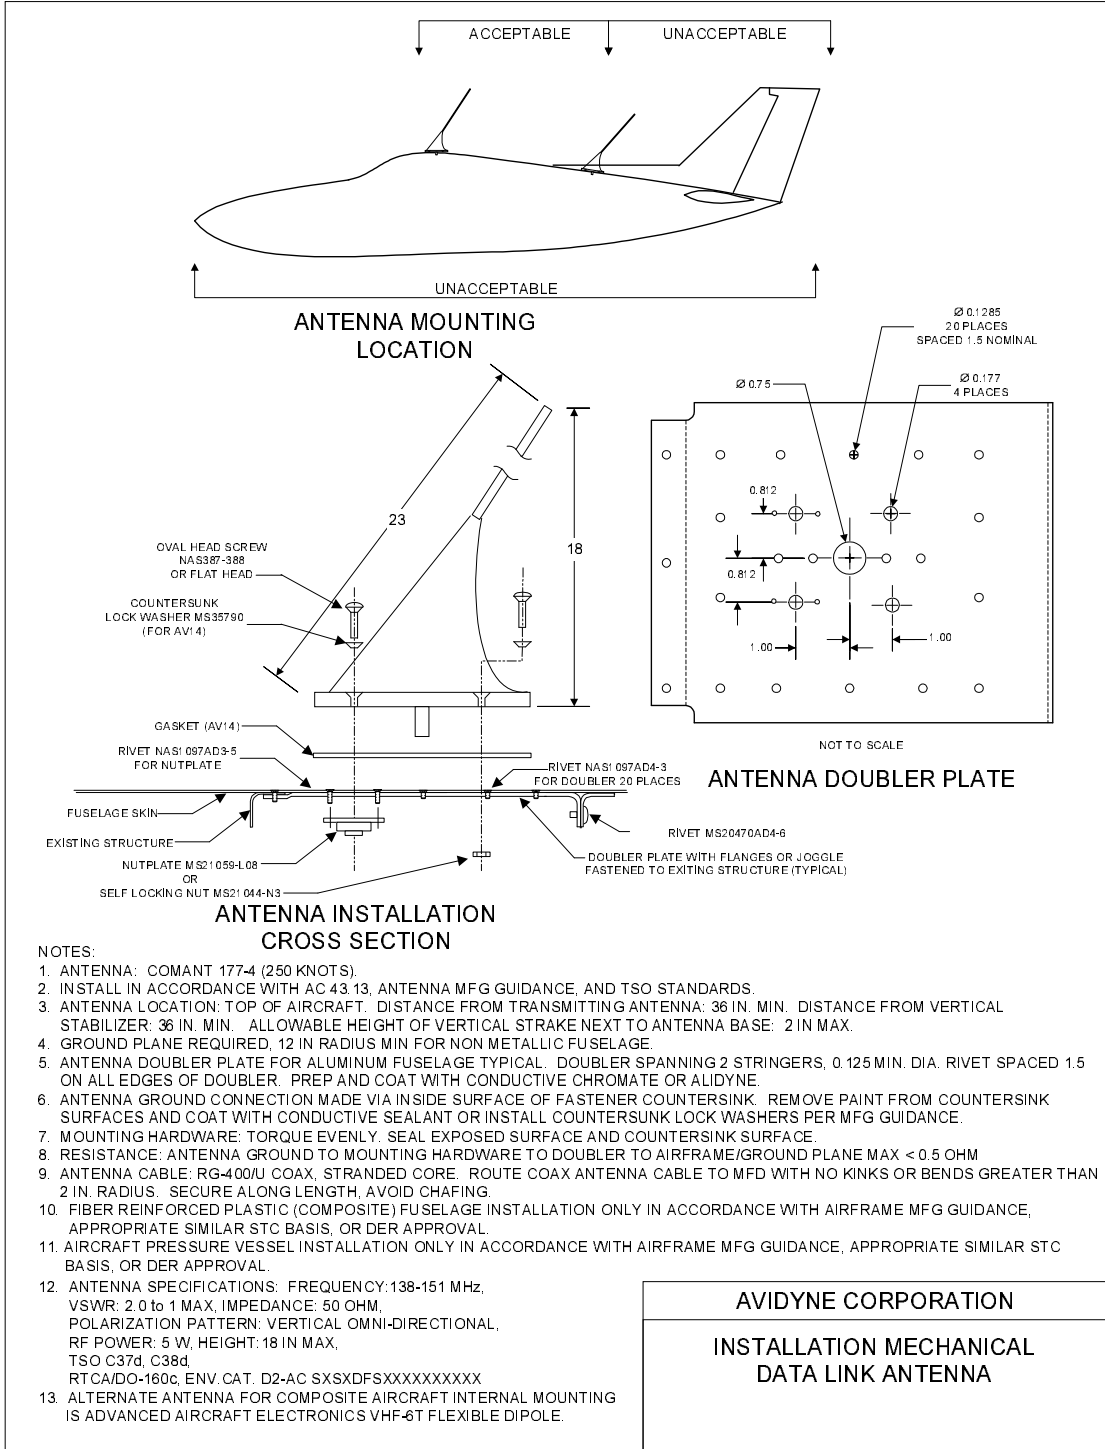 ACCEPTABLE
UNACCEPTABLE
UNACCEPTABLE
ANTENNA MOUNTING
LOCATION
Ø 0.1285
20 PLACES
SPACED 1.5 NOMINAL
Ø 0.75
Ø 0.177
4 PLACES
0.812
0.812
1.00
1.00
NOT TO SCALE
ANTENNA DOUBLER PLATE
23
18
OVAL HEAD SCREW
NAS387-388
OR FLAT HEAD
COUNTERSUNK
LOCK WASHER MS35790
(FOR AV14)
GASKET (AV14)
RIVET NAS1097AD3-5
FOR NUTPLATE
RIVET NAS1097AD4-3
FOR DOUBLER 20 PLACES
FUSELAGE SKIN
EXISTING STRUCTURE
RIVET MS20470AD4-6
NUTPLATE MS21059-L08
OR
SELF LOCKING NUT MS21044-N3
DOUBLER PLATE WITH FLANGES OR JOGGLE
FASTENED TO EXITING STRUCTURE (TYPICAL)
ANTENNA INSTALLATION
CROSS SECTION
NOTES:
1. ANTENNA: COMANT 177-4 (250 KNOTS).
2. INSTALL IN ACCORDANCE WITH AC 43.13, ANTENNA MFG GUIDANCE, AND TSO STANDARDS.
3. ANTENNA LOCATION: TOP OF AIRCRAFT. DISTANCE FROM TRANSMITTING ANTENNA: 36 IN. MIN. DISTANCE FROM VERTICAL
STABILIZER: 36 IN. MIN. ALLOWABLE HEIGHT OF VERTICAL STRAKE NEXT TO ANTENNA BASE: 2 IN MAX.
4. GROUND PLANE REQUIRED, 12 IN RADIUS MIN FOR NON METALLIC FUSELAGE.
5. ANTENNA DOUBLER PLATE FOR ALUMINUM FUSELAGE TYPICAL. DOUBLER SPANNING 2 STRINGERS, 0.125 MIN. DIA. RIVET SPACED 1.5
ON ALL EDGES OF DOUBLER. PREP AND COAT WITH CONDUCTIVE CHROMATE OR ALIDYNE.
6. ANTENNA GROUND CONNECTION MADE VIA INSIDE SURFACE OF FASTENER COUNTERSINK. REMOVE PAINT FROM COUNTERSINK
SURFACES AND COAT WITH CONDUCTIVE SEALANT OR INSTALL COUNTERSUNK LOCK WASHERS PER MFG GUIDANCE.
7. MOUNTING HARDWARE: TORQUE EVENLY. SEAL EXPOSED SURFACE AND COUNTERSINK SURFACE.
8. RESISTANCE: ANTENNA GROUND TO MOUNTING HARDWARE TO DOUBLER TO AIRFRAME/GROUND PLANE MAX < 0.5 OHM
9. ANTENNA CABLE: RG-400/U COAX, STRANDED CORE. ROUTE COAX ANTENNA CABLE TO MFD WITH NO KINKS OR BENDS GREATER THAN
2 IN. RADIUS. SECURE ALONG LENGTH, AVOID CHAFING.
10. FIBER REINFORCED PLASTIC (COMPOSITE) FUSELAGE INSTALLATION ONLY IN ACCORDANCE WITH AIRFRAME MFG GUIDANCE,
APPROPRIATE SIMILAR STC BASIS, OR DER APPROVAL.
11. AIRCRAFT PRESSURE VESSEL INSTALLATION ONLY IN ACCORDANCE WITH AIRFRAME MFG GUIDANCE, APPROPRIATE SIMILAR STC
BASIS, OR DER APPROVAL.
12. ANTENNA SPECIFICATIONS: FREQUENCY:138-151 MHz,
VSWR: 2.0 to 1 MAX, IMPEDANCE: 50 OHM,
POLARIZATION PATTERN: VERTICAL OMNI-DIRECTIONAL,
RF POWER: 5 W, HEIGHT: 18 IN MAX,
TSO C37d, C38d,
RTCA/DO-160c, ENV. CAT. D2-AC SXSXDFSXXXXXXXXXX
13. ALTERNATE ANTENNA FOR COMPOSITE AIRCRAFT INTERNAL MOUNTING
IS ADVANCED AIRCRAFT ELECTRONICS VHF-6T FLEXIBLE DIPOLE.
AVIDYNE CORPORATION
INSTALLATION MECHANICAL
DATA LINK ANTENNA